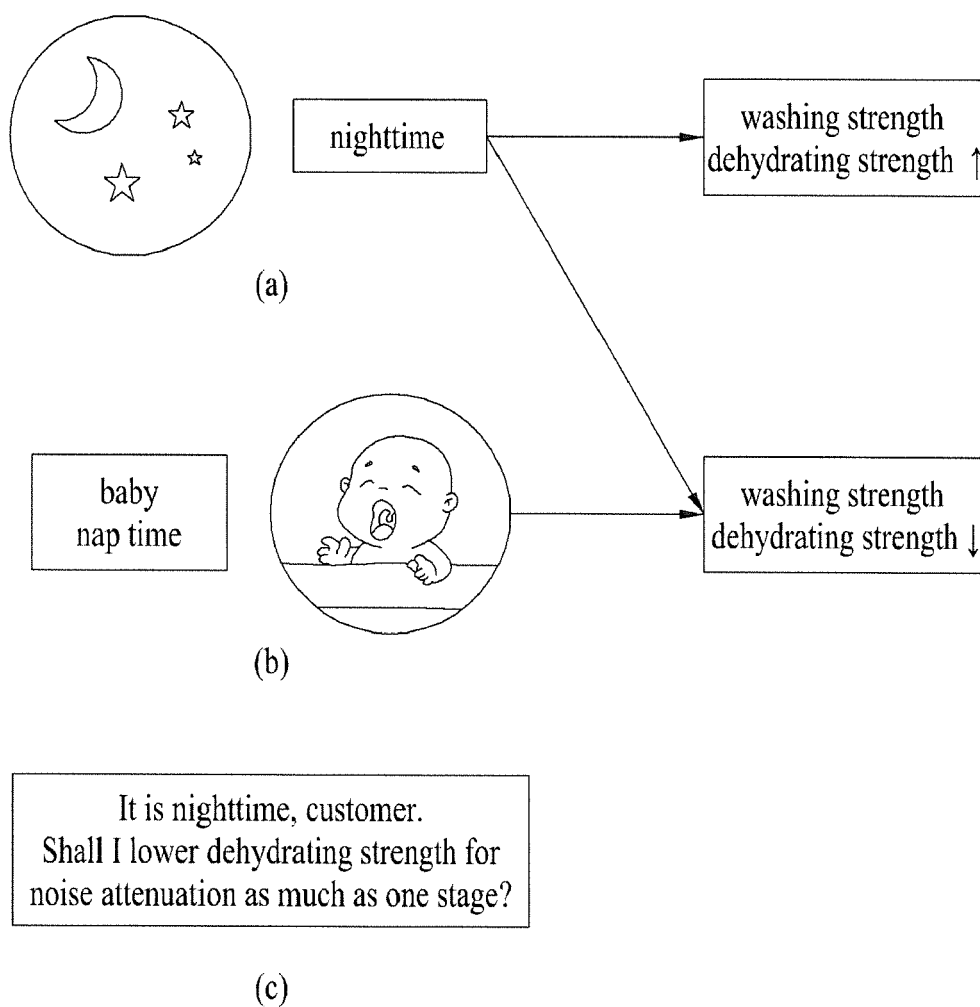 nighttime
washing strength
dehydrating strength ↑
(a)
baby
nap time
washing strength
dehydrating strength ↓
(b)
It is nighttime, customer.
Shall I lower dehydrating strength for
noise attenuation as much as one stage?
(c)